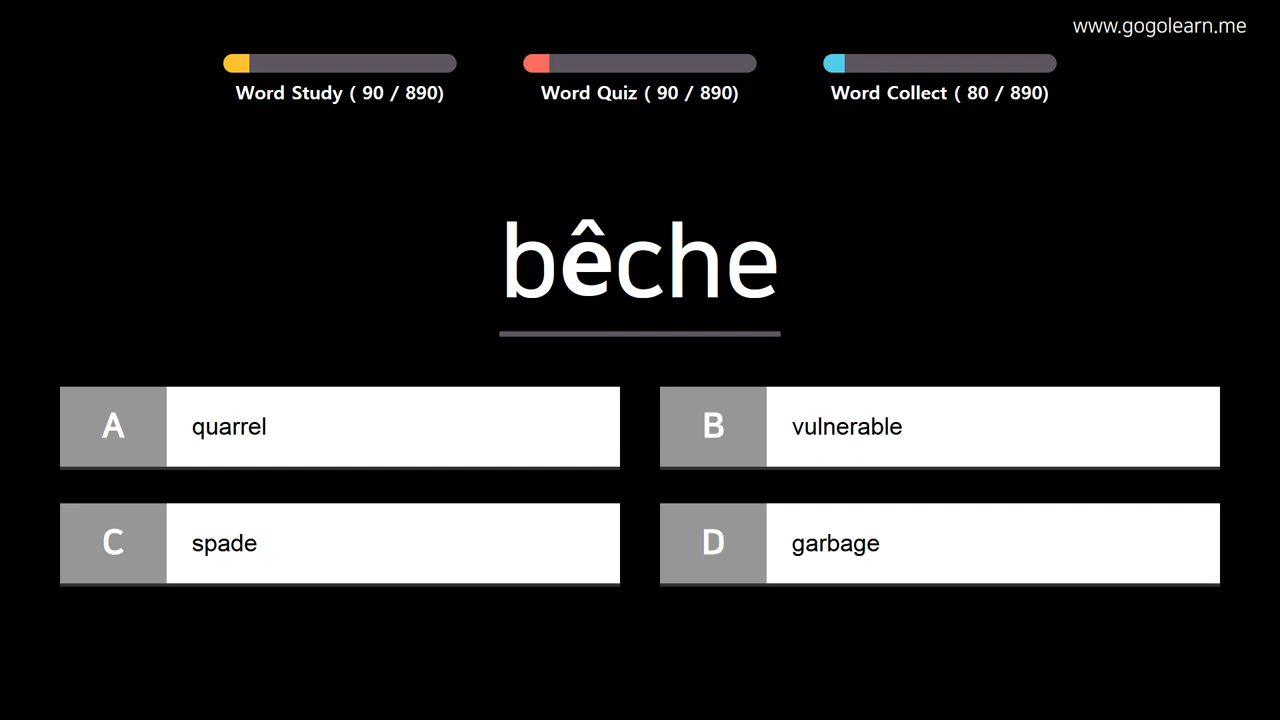 www.gogolearn.me
Word Study ( 90 / 890)
Word Quiz ( 90 / 890)
Word Collect ( 80 / 890)
bêche
A quarrel
B vulnerable
C spade
D garbage